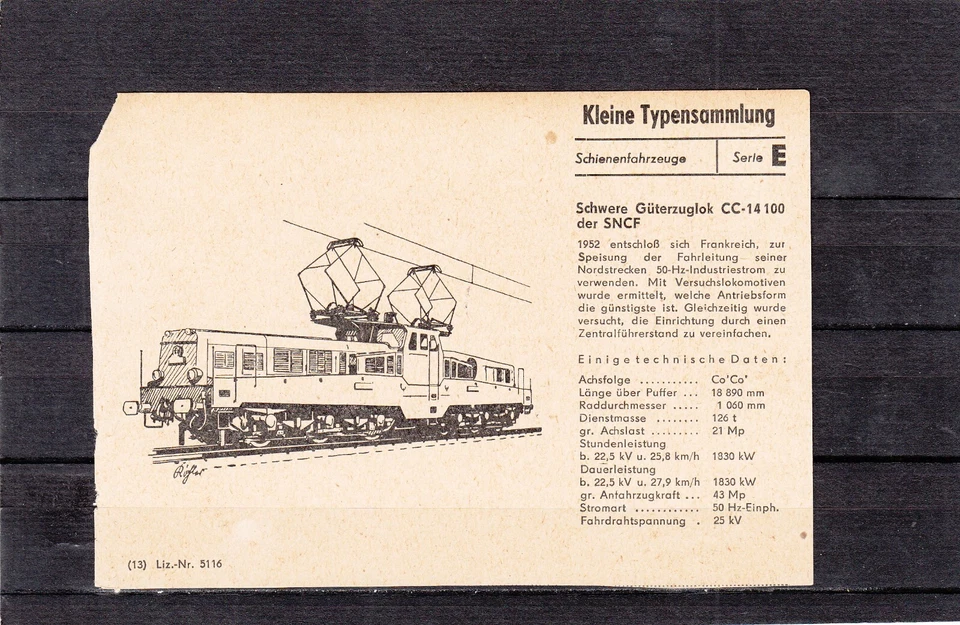 Kleine Typensammlung
Schienenfahrzeuge Serie E
Schwere Güterzuglok CC-14 100
der SNCF
1952 entschloß sich Frankreich, zur
Speisung der Fahrleitung seiner
Nordstrecken 50-Hz-Industriestrom zu
verwenden. Mit Versuchslokomotiven
wurde ermittelt, welche Antriebsform
die günstigste ist. Gleichzeitig wurde
versucht, die Einrichtung durch einen
Zentralführerstand zu vereinfachen.
Einige technische Daten:
Achsfolge .......... Co'Co'
Länge über Puffer ... 18 890 mm
Raddurchmesser ..... 1 060 mm
Dienstmasse ........ 126 t
gr. Achslast ......... 21 Mp
Stundenleistung
b. 22,5 kV u. 25,8 km/h 1830 kW
Dauerleistung
b. 22,5 kV u. 27,9 km/h 1830 kW
gr. Anfahrzugkraft ... 43 Mp
Stromart ............ 50 Hz-Einph.
Fahrdrahtspannung . 25 kV
Röhler
(13) Liz.-Nr. 5116